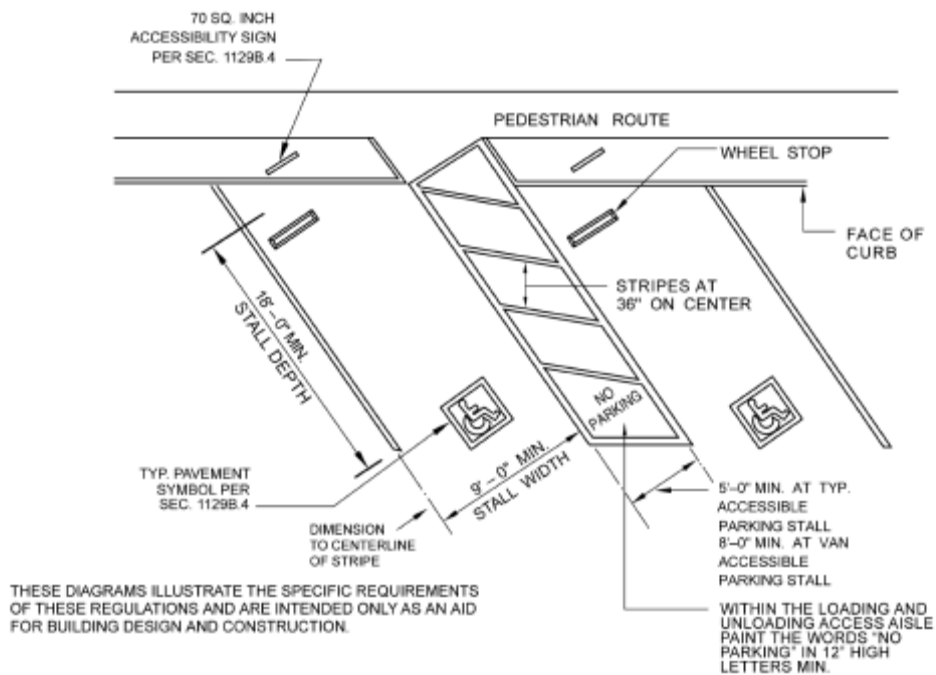 70 SQ. INCH
ACCESSIBILITY SIGN
PER SEC. 1129B.4
PEDESTRIAN ROUTE
WHEEL STOP
FACE OF
CURB
STRIPES AT
36" ON CENTER
18'–0" MIN.
STALL DEPTH
NO
PARKING
TYP. PAVEMENT
SYMBOL PER
SEC. 1129B.4
9'–0" MIN.
STALL WIDTH
DIMENSION
TO CENTERLINE
OF STRIPE
5'–0" MIN. AT TYP.
ACCESSIBLE
PARKING STALL
8'–0" MIN. AT VAN
ACCESSIBLE
PARKING STALL
THESE DIAGRAMS ILLUSTRATE THE SPECIFIC REQUIREMENTS
OF THESE REGULATIONS AND ARE INTENDED ONLY AS AN AID
FOR BUILDING DESIGN AND CONSTRUCTION.
WITHIN THE LOADING AND
UNLOADING ACCESS AISLE
PAINT THE WORDS "NO
PARKING" IN 12" HIGH
LETTERS MIN.